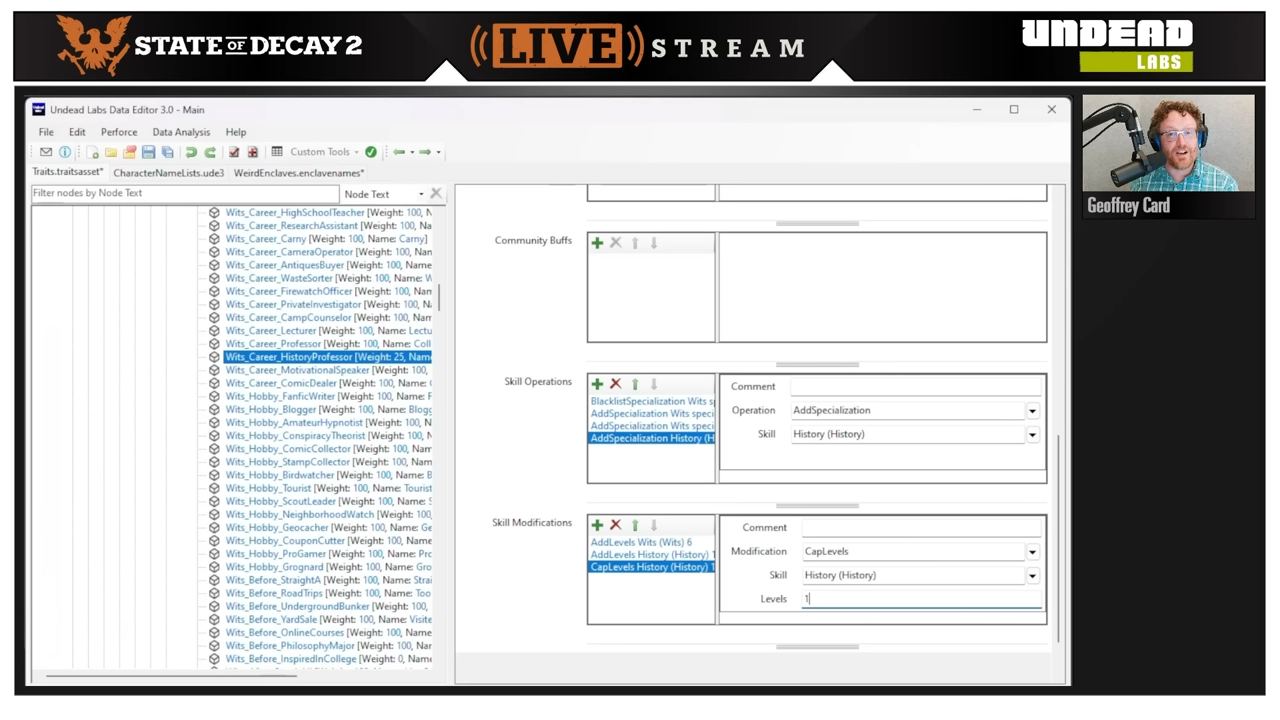 STATE OF DECAY 2
LIVE STREAM
UNDEAD
LABS
Undead Labs Data Editor 3.0 - Main
File Edit Perforce Data Analysis Help
Custom Tools
Traits.traitsasset* CharacterNameLists.ude3 WeirdEnclaves.enclavenames*
Filter nodes by Node Text
Node Text
Wits_Career_HighSchoolTeacher [Weight: 100, N
Wits_Career_ResearchAssistant [Weight: 100, Na
Wits_Career_Carny [Weight: 100, Name: Carny]
Wits_Career_CameraOperator [Weight: 100, Nam
Wits_Career_AntiquesBuyer [Weight: 100, Name
Wits_Career_WasteSorter [Weight: 100, Name: W
Wits_Career_FirewatchOfficer [Weight: 100, Nam
Wits_Career_PrivateInvestigator [Weight: 100, N
Wits_Career_CampCounselor [Weight: 100, Nam
Wits_Career_Lecturer [Weight: 100, Name: Lectu
Wits_Career_Professor [Weight: 100, Name: Coll
Wits_Career_HistoryProfessor [Weight: 25, Name
Wits_Career_MotivationalSpeaker [Weight: 100,
Wits_Career_ComicDealer [Weight: 100, Name:
Wits_Hobby_FanficWriter [Weight: 100, Name: F
Wits_Hobby_Blogger [Weight: 100, Name: Blogg
Wits_Hobby_AmateurHypnotist [Weight: 100, N
Wits_Hobby_ConspiracyTheorist [Weight: 100, N
Wits_Hobby_ComicCollector [Weight: 100, Nam
Wits_Hobby_StampCollector [Weight: 100, Nam
Wits_Hobby_Birdwatcher [Weight: 100, Name: B
Wits_Hobby_Tourist [Weight: 100, Name: Tourist
Wits_Hobby_ScoutLeader [Weight: 100, Name: S
Wits_Hobby_NeighborhoodWatch [Weight: 100,
Wits_Hobby_Geocacher [Weight: 100, Name: Ge
Wits_Hobby_CouponCutter [Weight: 100, Name:
Wits_Hobby_ProGamer [Weight: 100, Name: Pro
Wits_Hobby_Grognard [Weight: 100, Name: Gro
Wits_Before_StraightA [Weight: 100, Name: Strai
Wits_Before_RoadTrips [Weight: 100, Name: Too
Wits_Before_UndergroundBunker [Weight: 100,
Wits_Before_YardSale [Weight: 100, Name: Visite
Wits_Before_OnlineCourses [Weight: 100, Name:
Wits_Before_PhilosophyMajor [Weight: 100, Nar
Wits_Before_InspiredInCollege [Weight: 0, Name
Community Buffs
Skill Operations
BlacklistSpecialization Wits sp
AddSpecialization Wits speci
AddSpecialization Wits speci
AddSpecialization History (H
Comment
Operation AddSpecialization
Skill History (History)
Skill Modifications
AddLevels Wits (Wits) 6
AddLevels History (History) 1
CapLevels History (History) 1
Comment
Modification CapLevels
Skill History (History)
Levels 1
Geoffrey Card